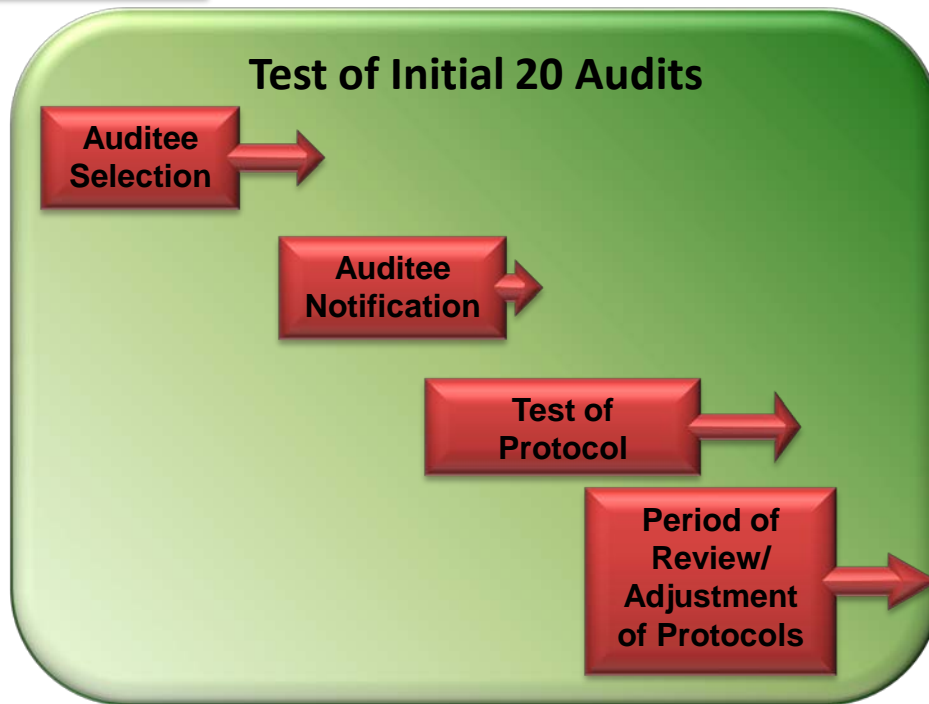 Test of Initial 20 Audits
Auditee
Selection
Auditee
Notification
Test of
Protocol
Period of
Review/
Adjustment
of Protocols